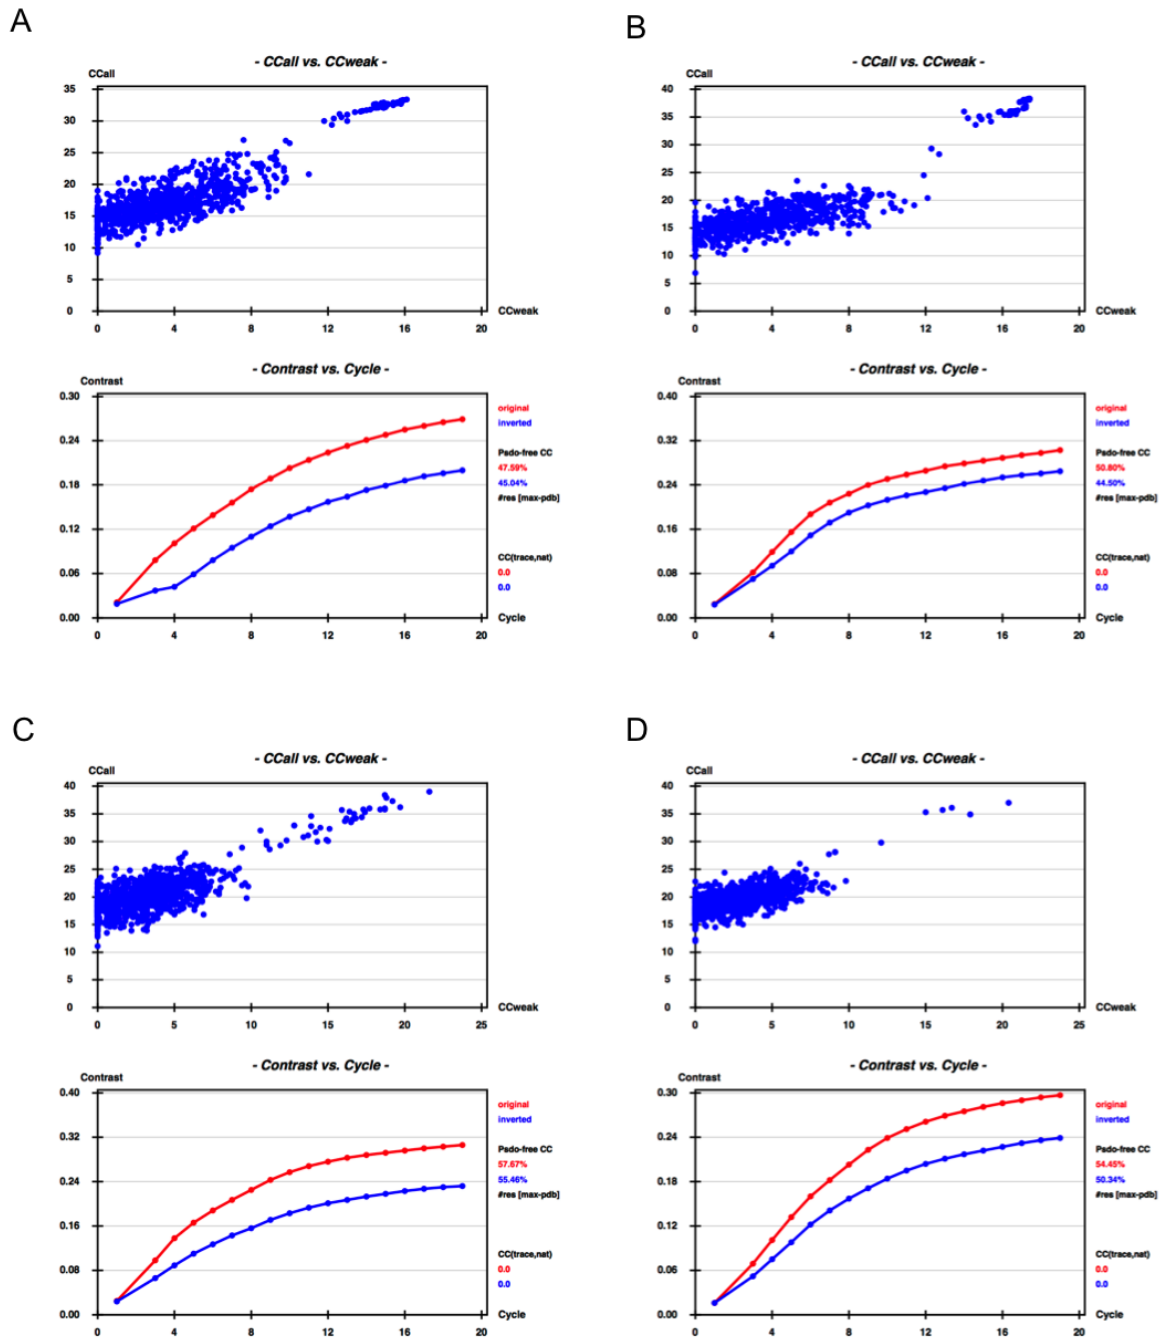 A
- CCall vs. CCweak -
CCall
35
30
25
20
15
10
5
0
0 4 8 12 16 20
CCweak
- Contrast vs. Cycle -
Contrast
0.30
0.24
0.18
0.12
0.06
0.00
0 4 8 12 16 20
Cycle
original
inverted
Psdo-free CC
47.59%
45.04%
#res [max-pdb]
CC(trace,nat)
0.0
0.0
B
- CCall vs. CCweak -
CCall
40
35
30
25
20
15
10
5
0
0 4 8 12 16 20
CCweak
- Contrast vs. Cycle -
Contrast
0.40
0.32
0.24
0.16
0.08
0.00
0 4 8 12 16 20
Cycle
original
inverted
Psdo-free CC
50.80%
44.50%
#res [max-pdb]
CC(trace,nat)
0.0
0.0
C
- CCall vs. CCweak -
CCall
40
35
30
25
20
15
10
5
0
0 5 10 15 20 25
CCweak
- Contrast vs. Cycle -
Contrast
0.40
0.32
0.24
0.16
0.08
0.00
0 4 8 12 16 20
Cycle
original
inverted
Psdo-free CC
57.67%
55.46%
#res [max-pdb]
CC(trace,nat)
0.0
0.0
D
- CCall vs. CCweak -
CCall
40
35
30
25
20
15
10
5
0
0 5 10 15 20 25
CCweak
- Contrast vs. Cycle -
Contrast
0.30
0.24
0.18
0.12
0.06
0.00
0 4 8 12 16 20
Cycle
original
inverted
Psdo-free CC
54.45%
50.34%
#res [max-pdb]
CC(trace,nat)
0.0
0.0